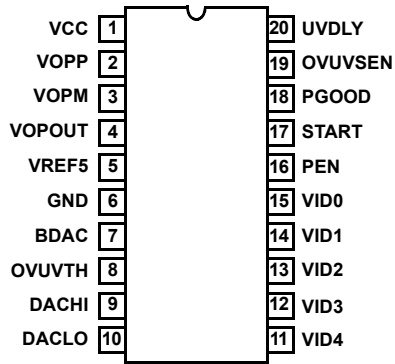 VCC 1 20 UVDLY
VOPP 2 19 OVUVSEN
VOPM 3 18 PGOOD
VOPOUT 4 17 START
VREF5 5 16 PEN
GND 6 15 VID0
BDAC 7 14 VID1
OVUVTH 8 13 VID2
DACHI 9 12 VID3
DACLO 10 11 VID4